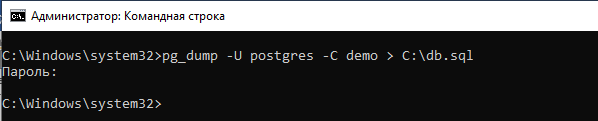 Администратор: Командная строка
C:\Windows\system32>pg_dump -U postgres -C demo > C:\db.sql
Пароль:
C:\Windows\system32>